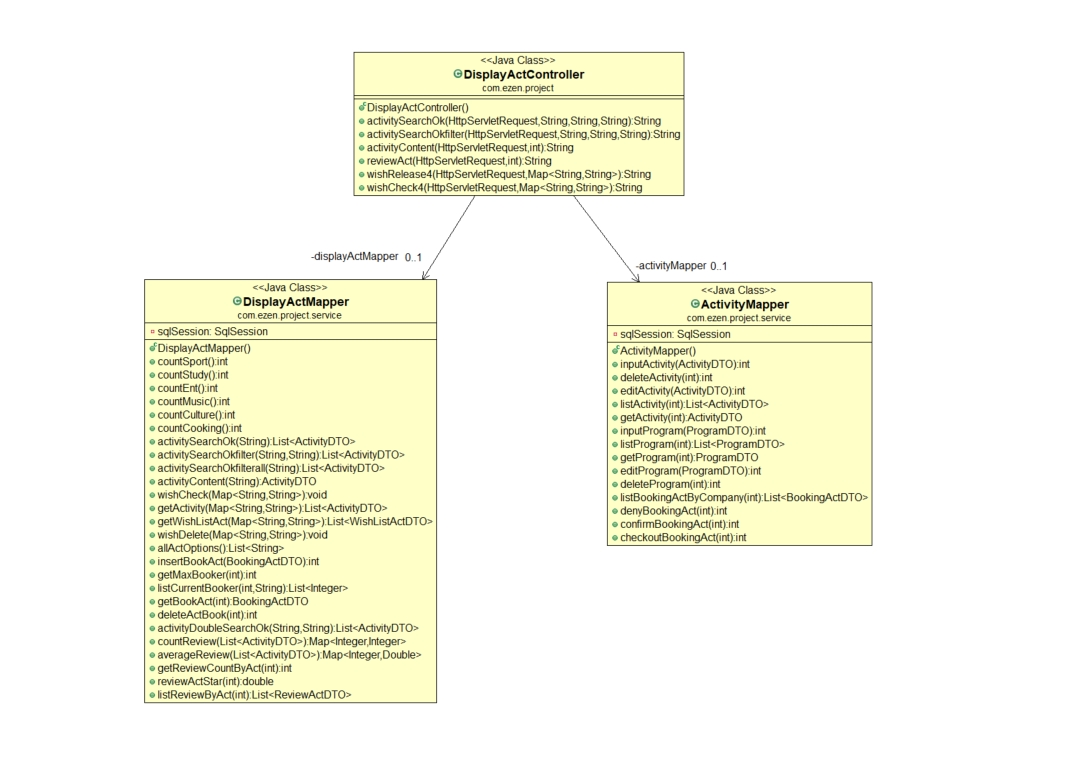 <<Java Class>>
DisplayActController
com.ezen.project
DisplayActController()
activitySearchOk(HttpServletRequest,String,String,String):String
activitySearchOkfilter(HttpServletRequest,String,String,String):String
activityContent(HttpServletRequest,int):String
reviewAct(HttpServletRequest,int):String
wishRelease4(HttpServletRequest,Map<String,String>):String
wishCheck4(HttpServletRequest,Map<String,String>):String
-displayActMapper 0..1
-activityMapper 0..1
<<Java Class>>
DisplayActMapper
com.ezen.project.service
sqlSession: SqlSession
DisplayActMapper()
countSport():int
countStudy():int
countEnt():int
countMusic():int
countCulture():int
countCooking():int
activitySearchOk(String):List<ActivityDTO>
activitySearchOkfilter(String,String):List<ActivityDTO>
activitySearchOkfilterall(String):List<ActivityDTO>
activityContent(String):ActivityDTO
wishCheck(Map<String,String>):void
getActivity(Map<String,String>):List<ActivityDTO>
getWishListAct(Map<String,String>):List<WishListActDTO>
wishDelete(Map<String,String>):void
allActOptions():List<String>
insertBookAct(BookingActDTO):int
getMaxBooker(int):int
listCurrentBooker(int,String):List<Integer>
getBookAct(int):BookingActDTO
deleteActBook(int):int
activityDoubleSearchOk(String,String):List<ActivityDTO>
countReview(List<ActivityDTO>):Map<Integer,Integer>
averageReview(List<ActivityDTO>):Map<Integer,Double>
getReviewCountByAct(int):int
reviewActStar(int):double
listReviewByAct(int):List<ReviewActDTO>
<<Java Class>>
ActivityMapper
com.ezen.project.service
sqlSession: SqlSession
ActivityMapper()
inputActivity(ActivityDTO):int
deleteActivity(int):int
editActivity(ActivityDTO):int
listActivity(int):List<ActivityDTO>
getActivity(int):ActivityDTO
inputProgram(ProgramDTO):int
listProgram(int):List<ProgramDTO>
getProgram(int):ProgramDTO
editProgram(ProgramDTO):int
deleteProgram(int):int
listBookingActByCompany(int):List<BookingActDTO>
denyBookingAct(int):int
confirmBookingAct(int):int
checkoutBookingAct(int):int